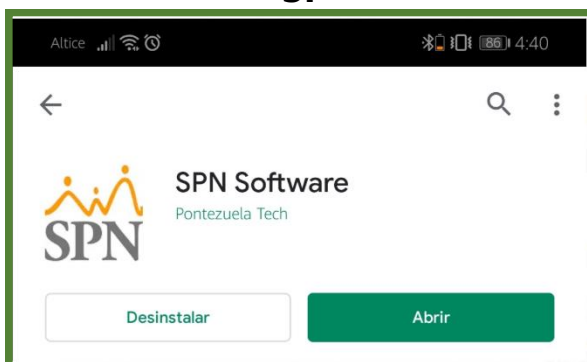 Altice 86 4:40
SPN Software
SPN
Pontezuela Tech
Desinstalar Abrir